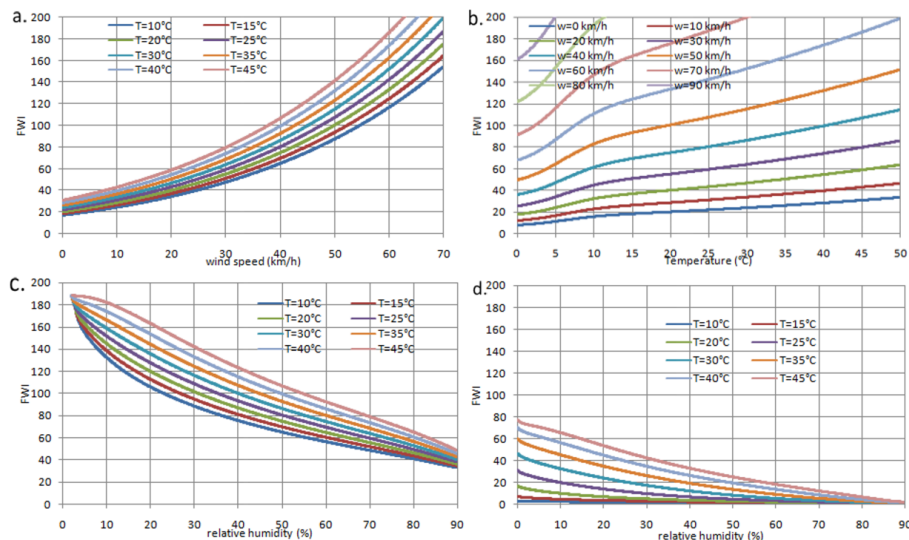 a.
T=10°C T=15°C
T=20°C T=25°C
T=30°C T=35°C
T=40°C T=45°C
FWI
200
180
160
140
120
100
80
60
40
20
0
0 10 20 30 40 50 60 70
wind speed (km/h)
b.
w=0 km/h w=10 km/h
w=20 km/h w=30 km/h
w=40 km/h w=50 km/h
w=60 km/h w=70 km/h
w=80 km/h w=90 km/h
FWI
200
180
160
140
120
100
80
60
40
20
0
0 5 10 15 20 25 30 35 40 45 50
Temperature (°C)
c.
T=10°C T=15°C
T=20°C T=25°C
T=30°C T=35°C
T=40°C T=45°C
FWI
200
180
160
140
120
100
80
60
40
20
0
0 10 20 30 40 50 60 70 80 90
relative humidity (%)
d.
T=10°C T=15°C
T=20°C T=25°C
T=30°C T=35°C
T=40°C T=45°C
FWI
200
180
160
140
120
100
80
60
40
20
0
0 10 20 30 40 50 60 70 80 90
relative humidity (%)